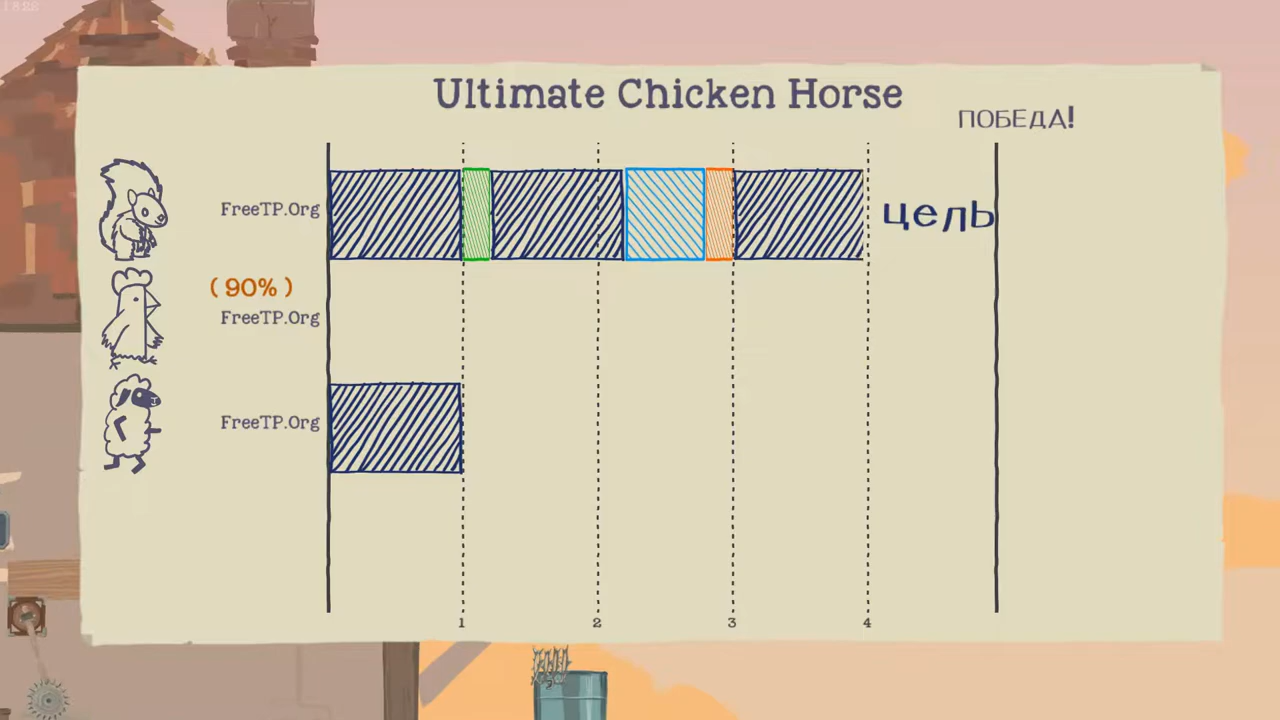 Ultimate Chicken Horse
ПОБЕДА!
FreeTP.Org
цель
( 90% )
FreeTP.Org
FreeTP.Org
1 2 3 4